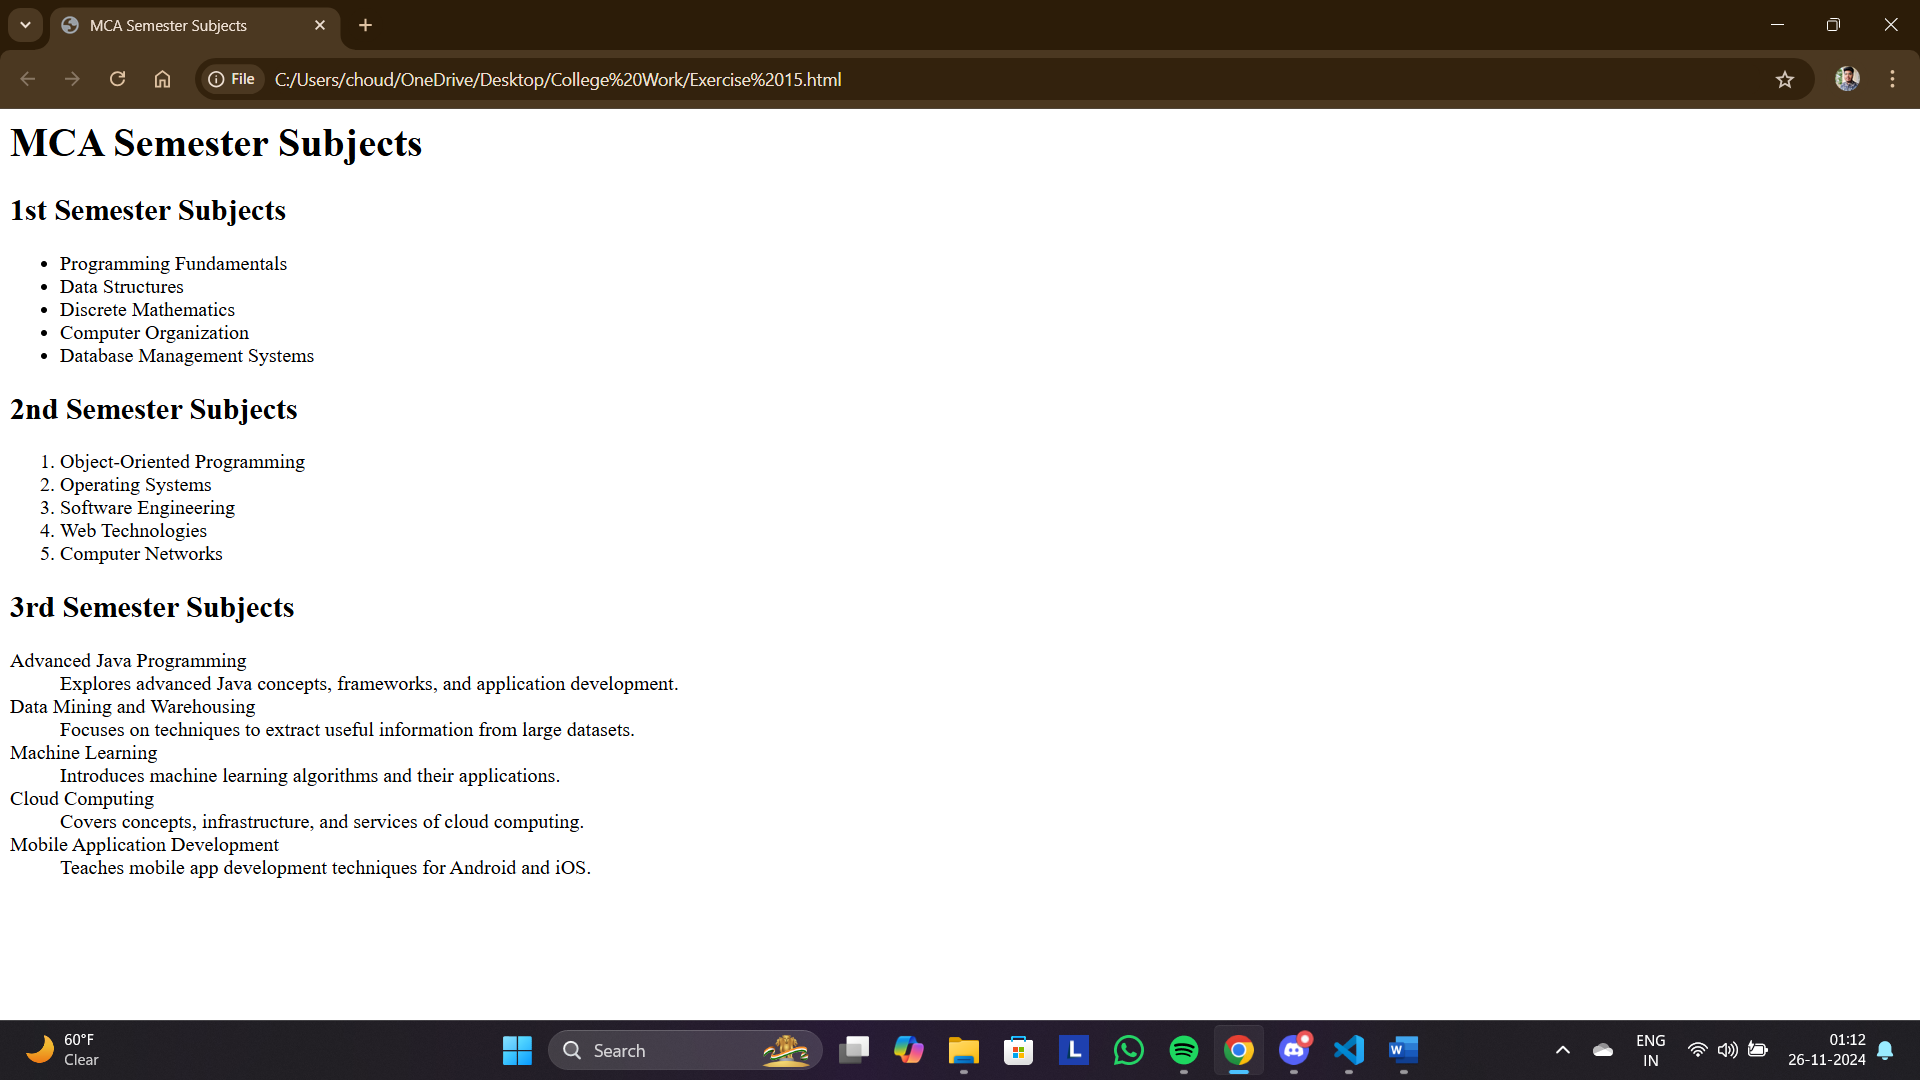 MCA Semester Subjects
File C:/Users/choud/OneDrive/Desktop/College%20Work/Exercise%2015.html
MCA Semester Subjects
1st Semester Subjects
• Programming Fundamentals
• Data Structures
• Discrete Mathematics
• Computer Organization
• Database Management Systems
2nd Semester Subjects
1. Object-Oriented Programming
2. Operating Systems
3. Software Engineering
4. Web Technologies
5. Computer Networks
3rd Semester Subjects
Advanced Java Programming
Explores advanced Java concepts, frameworks, and application development.
Data Mining and Warehousing
Focuses on techniques to extract useful information from large datasets.
Machine Learning
Introduces machine learning algorithms and their applications.
Cloud Computing
Covers concepts, infrastructure, and services of cloud computing.
Mobile Application Development
Teaches mobile app development techniques for Android and iOS.
60°F
Clear
Search
L
W
ENG
IN
01:12
26-11-2024